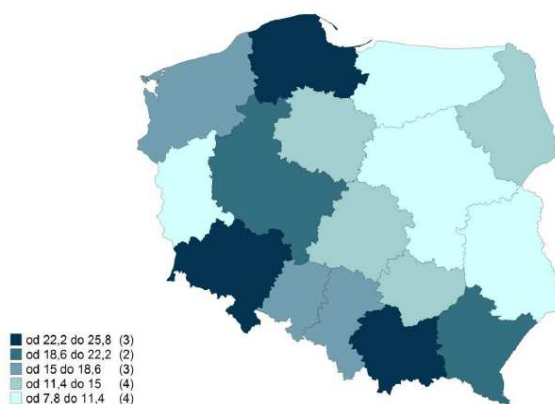 od 22,2 do 25,8 (3)
od 18,6 do 22,2 (2)
od 15 do 18,6 (3)
od 11,4 do 15 (4)
od 7,8 do 11,4 (4)